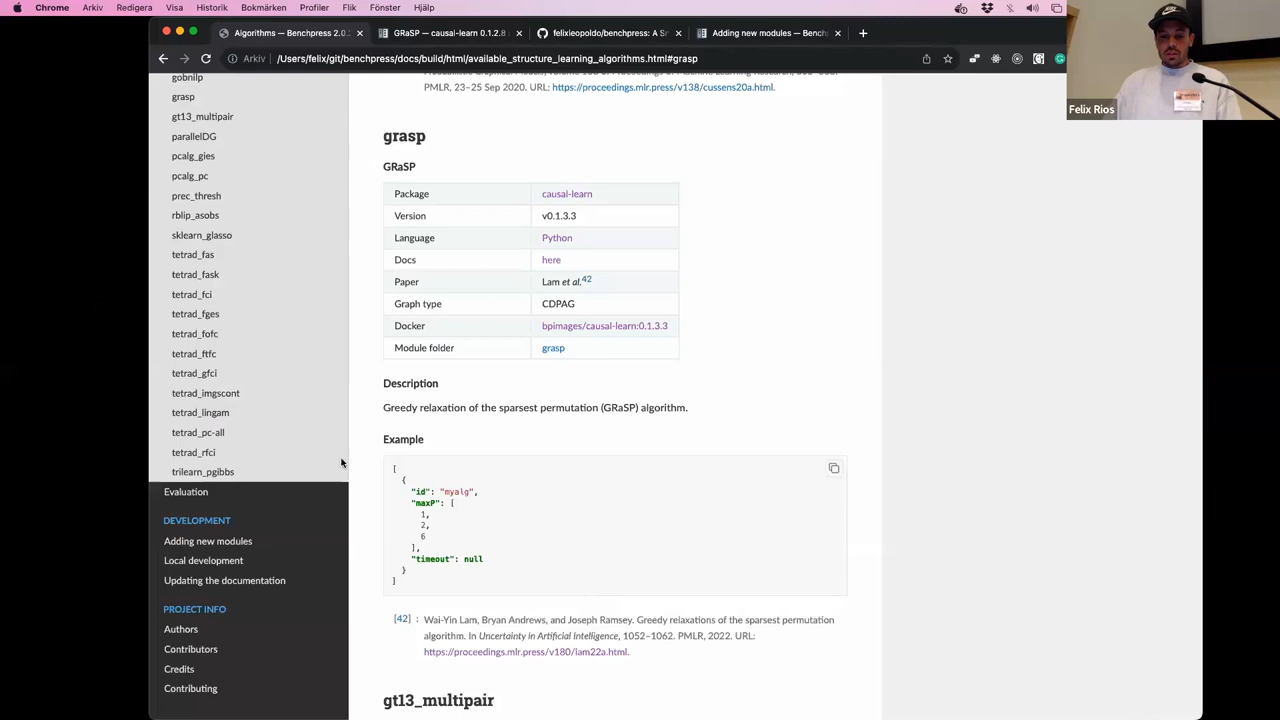 Chrome Arkiv Redigera Visa Historik Bokmärken Profiler Flik Fönster Hjälp
Algorithms — Benchpress 2.0.
GRaSP — causal-learn 0.1.2.8
felixleopoldo/benchpress: A Sn
Adding new modules — Bench
Arkiv /Users/felix/git/benchpress/docs/build/html/available_structure_learning_algorithms.html#grasp
Felix Rios
gobnilp
grasp
gt13_multipair
parallelDG
pcalg_gies
pcalg_pc
prec_thresh
rblip_asobs
sklearn_glasso
tetrad_fas
tetrad_fask
tetrad_fci
tetrad_fges
tetrad_fofc
tetrad_ftfc
tetrad_gfci
tetrad_imgscont
tetrad_lingam
tetrad_pc-all
tetrad_rfci
trilearn_pgibbs
Evaluation
DEVELOPMENT
Adding new modules
Local development
Updating the documentation
PROJECT INFO
Authors
Contributors
Credits
Contributing
PMLR, 23–25 Sep 2020. URL: https://proceedings.mlr.press/v138/cussens20a.html.
grasp
GRaSP
Package causal-learn
Version v0.1.3.3
Language Python
Docs here
Paper Lam et al.42
Graph type CDPAG
Docker bpimages/causal-learn:0.1.3.3
Module folder grasp
Description
Greedy relaxation of the sparsest permutation (GRaSP) algorithm.
Example
[
{
"id": "myalg",
"maxP": [
1,
2,
6
],
"timeout": null
}
]
[42] : Wai-Yin Lam, Bryan Andrews, and Joseph Ramsey. Greedy relaxations of the sparsest permutation
algorithm. In Uncertainty in Artificial Intelligence, 1052–1062. PMLR, 2022. URL:
https://proceedings.mlr.press/v180/lam22a.html.
gt13_multipair